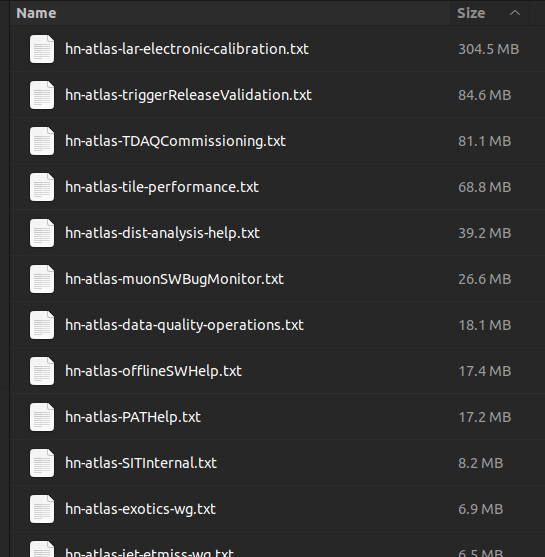 Name Size
hn-atlas-lar-electronic-calibration.txt 304.5 MB
hn-atlas-triggerReleaseValidation.txt 84.6 MB
hn-atlas-TDAQCommissioning.txt 81.1 MB
hn-atlas-tile-performance.txt 68.8 MB
hn-atlas-dist-analysis-help.txt 39.2 MB
hn-atlas-muonSWBugMonitor.txt 26.6 MB
hn-atlas-data-quality-operations.txt 18.1 MB
hn-atlas-offlineSWHelp.txt 17.4 MB
hn-atlas-PATHelp.txt 17.2 MB
hn-atlas-SITInternal.txt 8.2 MB
hn-atlas-exotics-wg.txt 6.9 MB
hn-atlas-jet-etmiss-wg.txt 6.5 MB